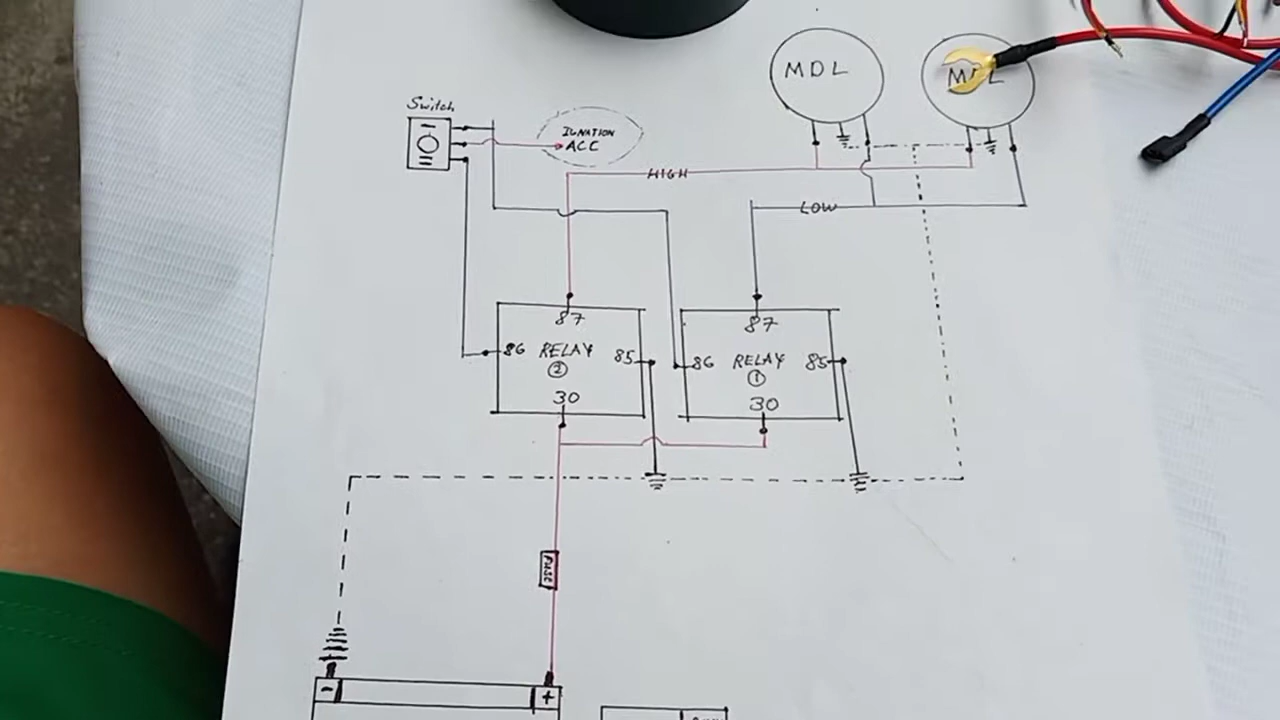 MDL
Switch
IGNATION
ACC
HIGH
LOW
87
86 RELAY 85
②
30
87
86 RELAY 85
①
30
Fuse
-
+